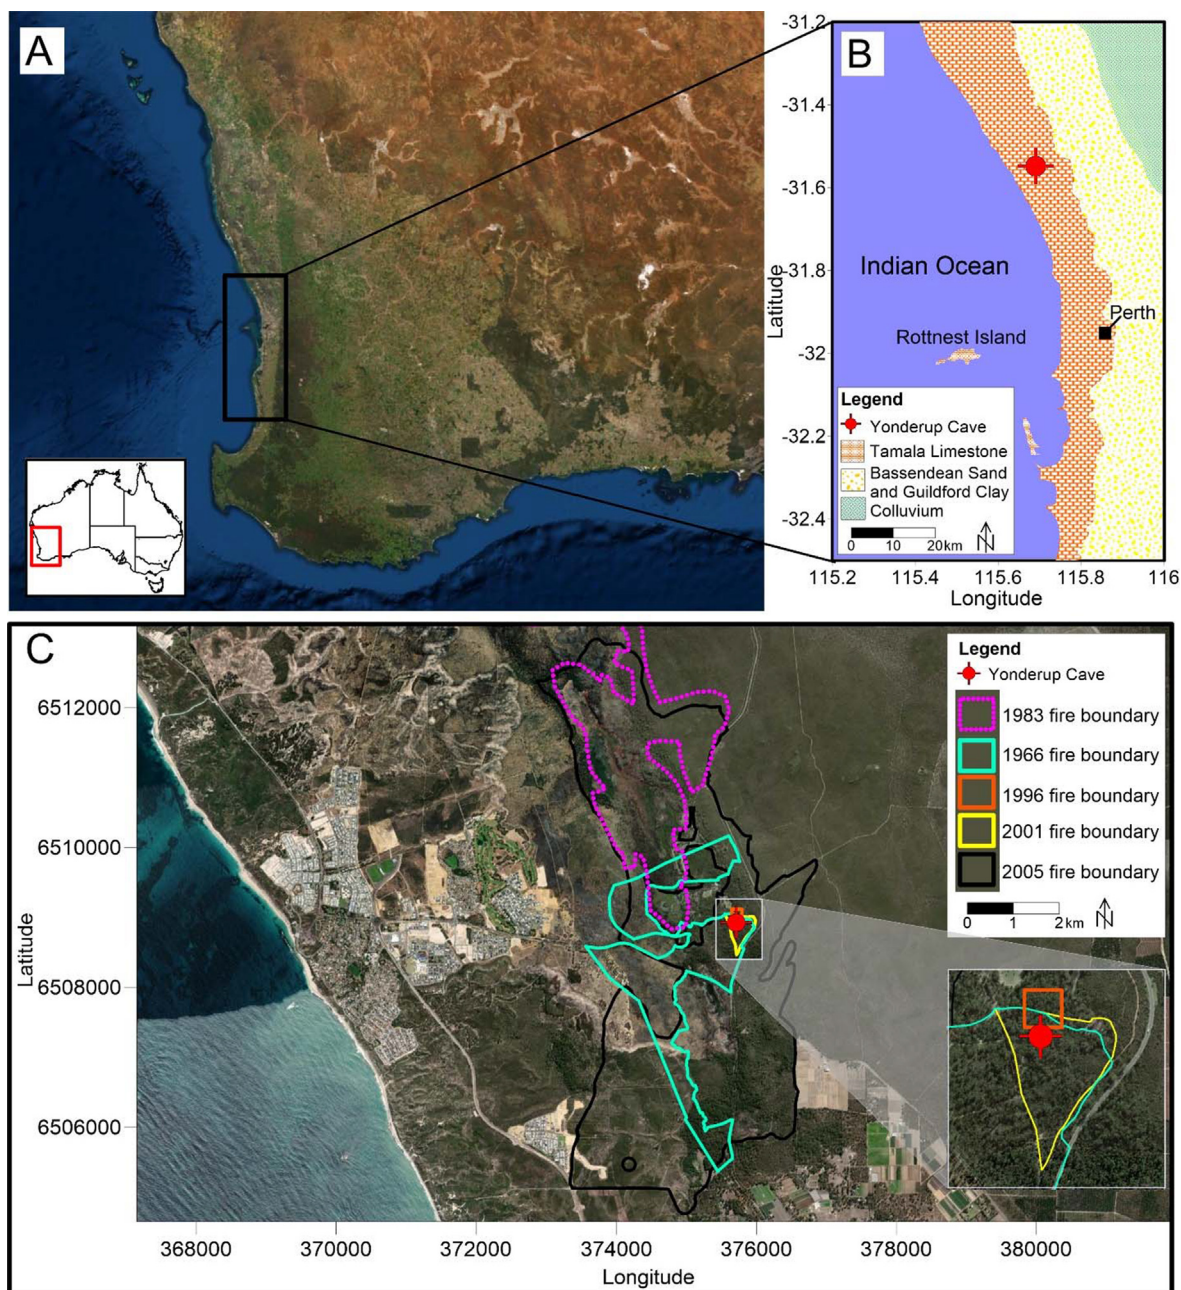 A
B
-31.2
-31.4
-31.6
-31.8
-32
-32.2
-32.4
Latitude
Indian Ocean
Rottnest Island
Perth
Legend
Yonderup Cave
Tamala Limestone
Bassendean Sand
and Guildford Clay
Colluvium
0 10 20km
N
115.2 115.4 115.6 115.8 116
Longitude
C
6512000
6510000
6508000
6506000
Latitude
Legend
Yonderup Cave
1983 fire boundary
1966 fire boundary
1996 fire boundary
2001 fire boundary
2005 fire boundary
0 1 2km
N
368000 370000 372000 374000 376000 378000 380000
Longitude